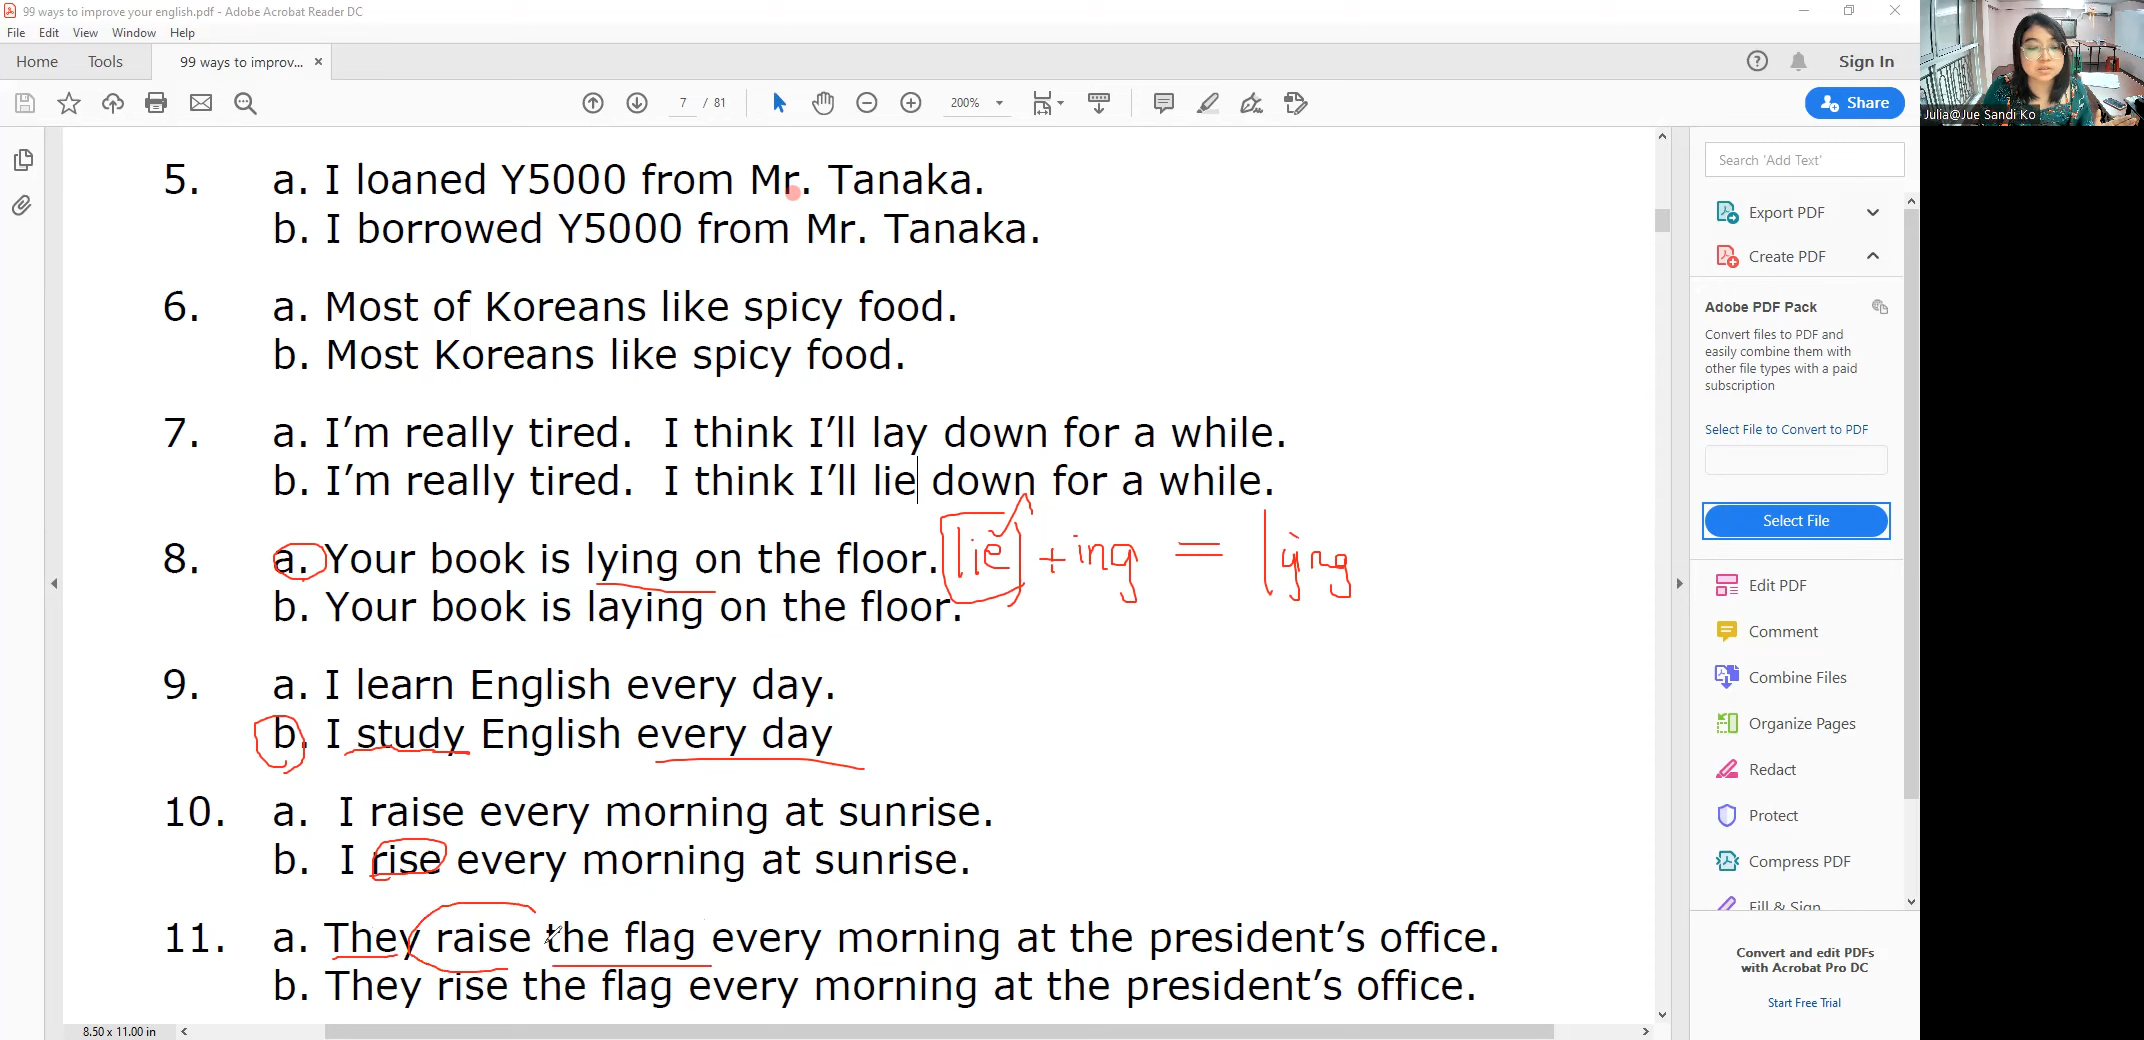 99 ways to improve your english.pdf - Adobe Acrobat Reader DC
File Edit View Window Help
Home Tools 99 ways to improv... × Sign In
7 / 81 200% Share
5. a. I loaned Y5000 from Mr. Tanaka.
b. I borrowed Y5000 from Mr. Tanaka.
6. a. Most of Koreans like spicy food.
b. Most Koreans like spicy food.
7. a. I’m really tired. I think I’ll lay down for a while.
b. I’m really tired. I think I’ll lie down for a while.
8. a. Your book is lying on the floor. lie + ing = lying
b. Your book is laying on the floor.
9. a. I learn English every day.
b. I study English every day
10. a. I raise every morning at sunrise.
b. I rise every morning at sunrise.
11. a. They raise the flag every morning at the president’s office.
b. They rise the flag every morning at the president’s office.
8.50 x 11.00 in
Julia@Jue Sandi Ko
Search 'Add Text'
Export PDF
Create PDF
Adobe PDF Pack
Convert files to PDF and
easily combine them with
other file types with a paid
subscription
Select File to Convert to PDF
Select File
Edit PDF
Comment
Combine Files
Organize Pages
Redact
Protect
Compress PDF
Fill & Sign
Convert and edit PDFs
with Acrobat Pro DC
Start Free Trial